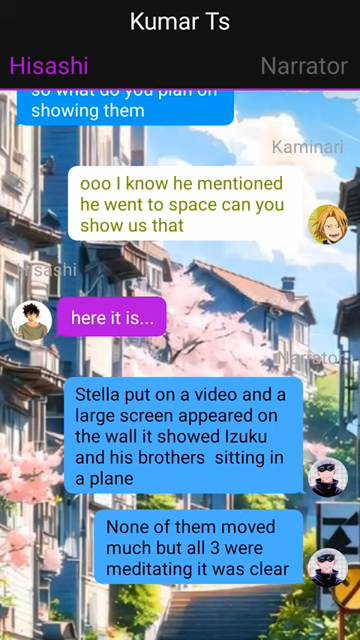 Kumar Ts
Hisashi
Narrator
so what do you plan on
showing them
Kaminari
ooo I know he mentioned
he went to space can you
show us that
Hisashi
here it is...
Narrator
Stella put on a video and a
large screen appeared on
the wall it showed Izuku
and his brothers sitting in
a plane
None of them moved
much but all 3 were
meditating it was clear